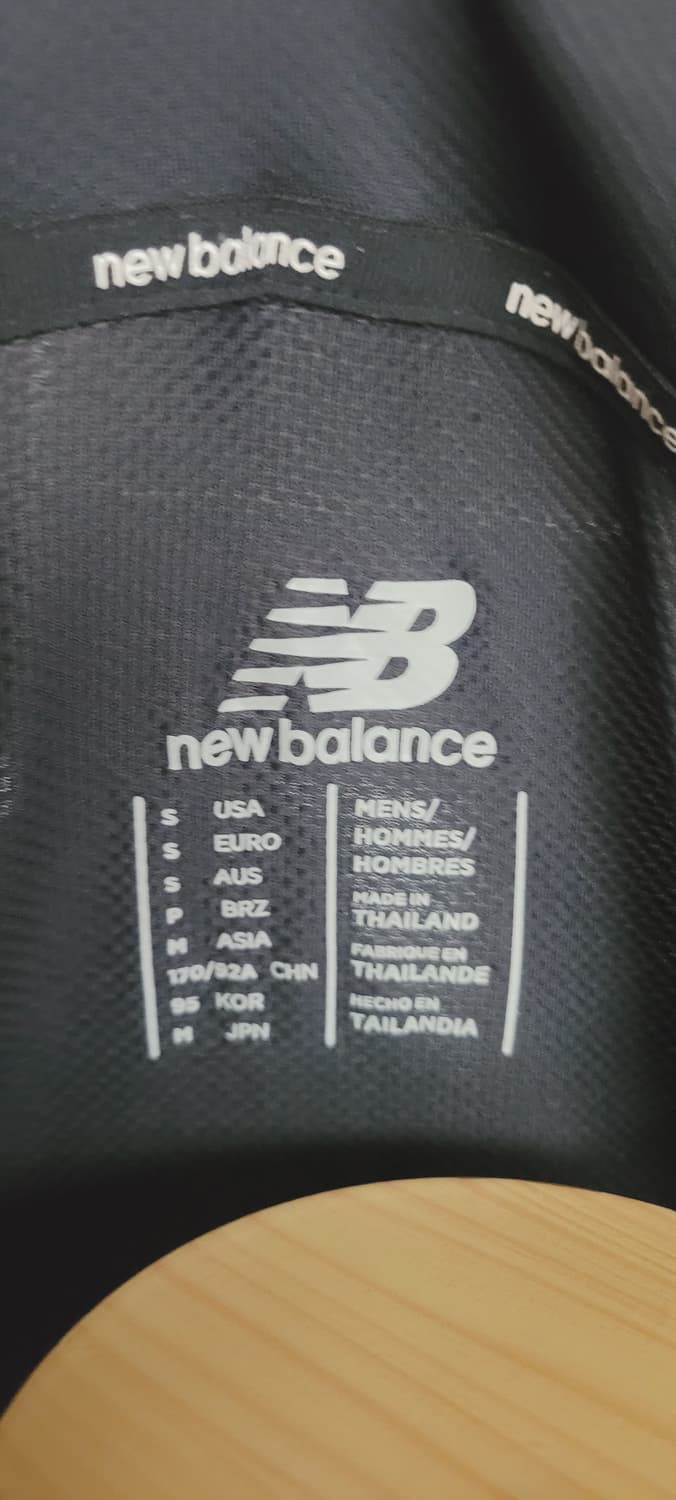 newbalance
newbalance
NB
newbalance
S USA
S EURO
S AUS
P BRZ
M ASIA
170/92A CHN
95 KOR
M JPN
MENS/
HOMMES/
HOMBRES
MADE IN
THAILAND
FABRIQUE EN
THAILANDE
HECHO EN
TAILANDIA